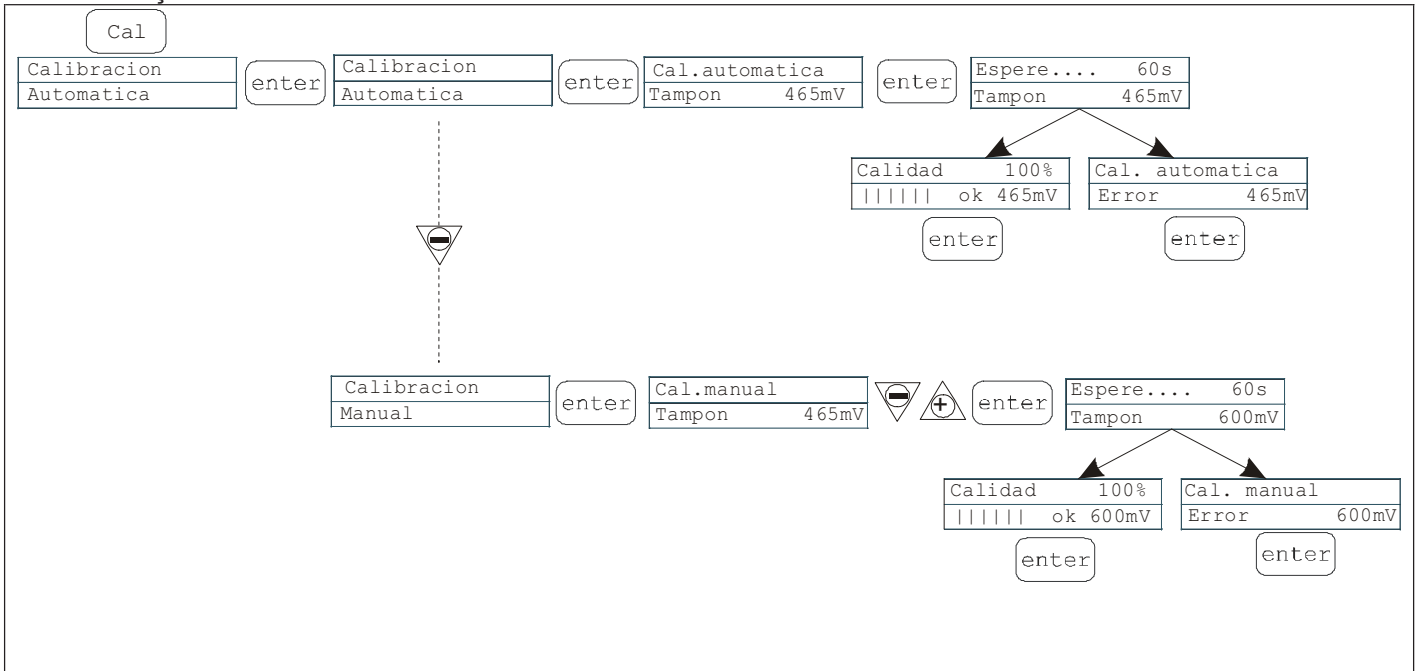 Cal
Calibracion
Automatica
enter
Calibracion
Automatica
enter
Cal.automatica
Tampon 465mV
enter
Espere.... 60s
Tampon 465mV
Calidad 100%
|||||| ok 465mV
enter
Cal. automatica
Error 465mV
enter
Calibracion
Manual
enter
Cal.manual
Tampon 465mV
enter
Espere.... 60s
Tampon 600mV
Calidad 100%
|||||| ok 600mV
enter
Cal. manual
Error 600mV
enter